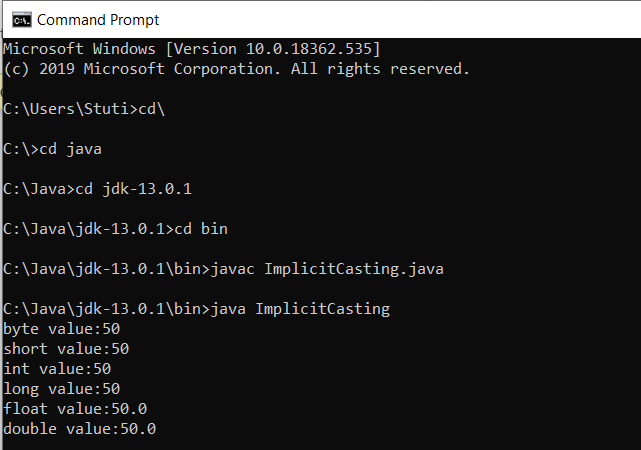 Command Prompt
Microsoft Windows [Version 10.0.18362.535]
(c) 2019 Microsoft Corporation. All rights reserved.
C:\Users\Stuti>cd\
C:\>cd java
C:\Java>cd jdk-13.0.1
C:\Java\jdk-13.0.1>cd bin
C:\Java\jdk-13.0.1\bin>javac ImplicitCasting.java
C:\Java\jdk-13.0.1\bin>java ImplicitCasting
byte value:50
short value:50
int value:50
long value:50
float value:50.0
double value:50.0